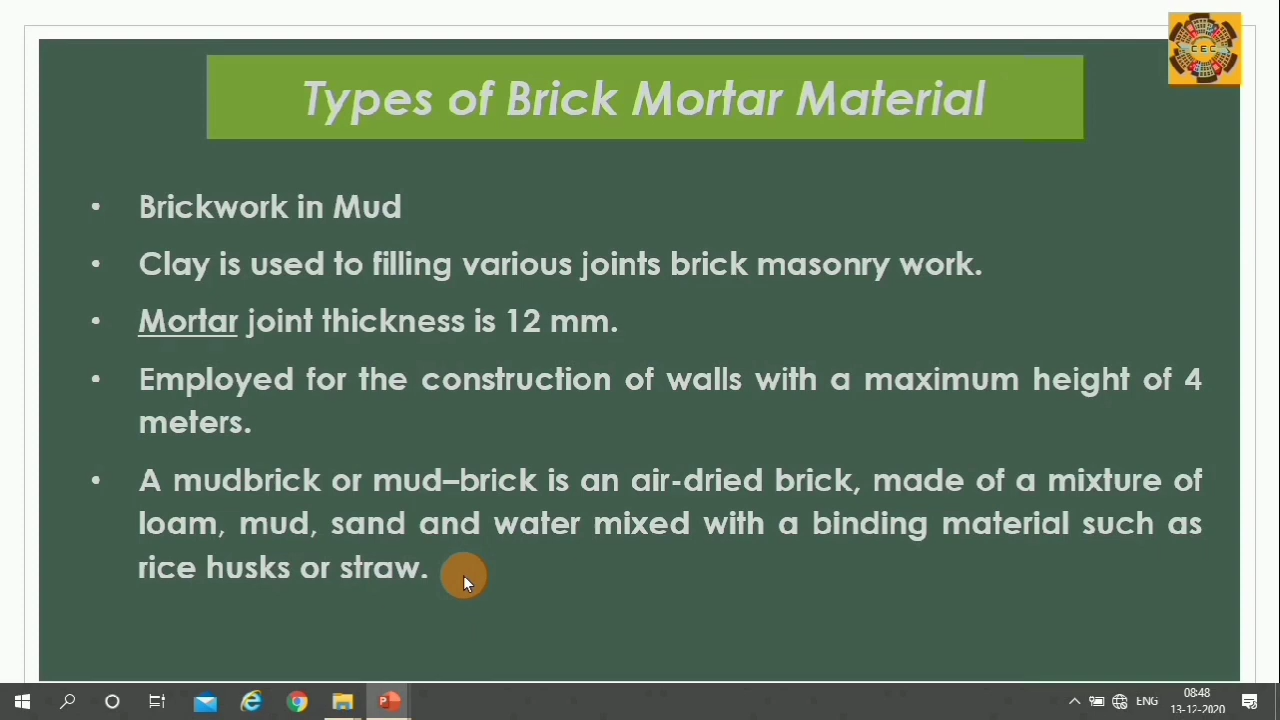 CEC
Types of Brick Mortar Material
• Brickwork in Mud
• Clay is used to filling various joints brick masonry work.
• Mortar joint thickness is 12 mm.
• Employed for the construction of walls with a maximum height of 4
meters.
• A mudbrick or mud–brick is an air-dried brick, made of a mixture of
loam, mud, sand and water mixed with a binding material such as
rice husks or straw.
ENG
08:48
13-12-2020